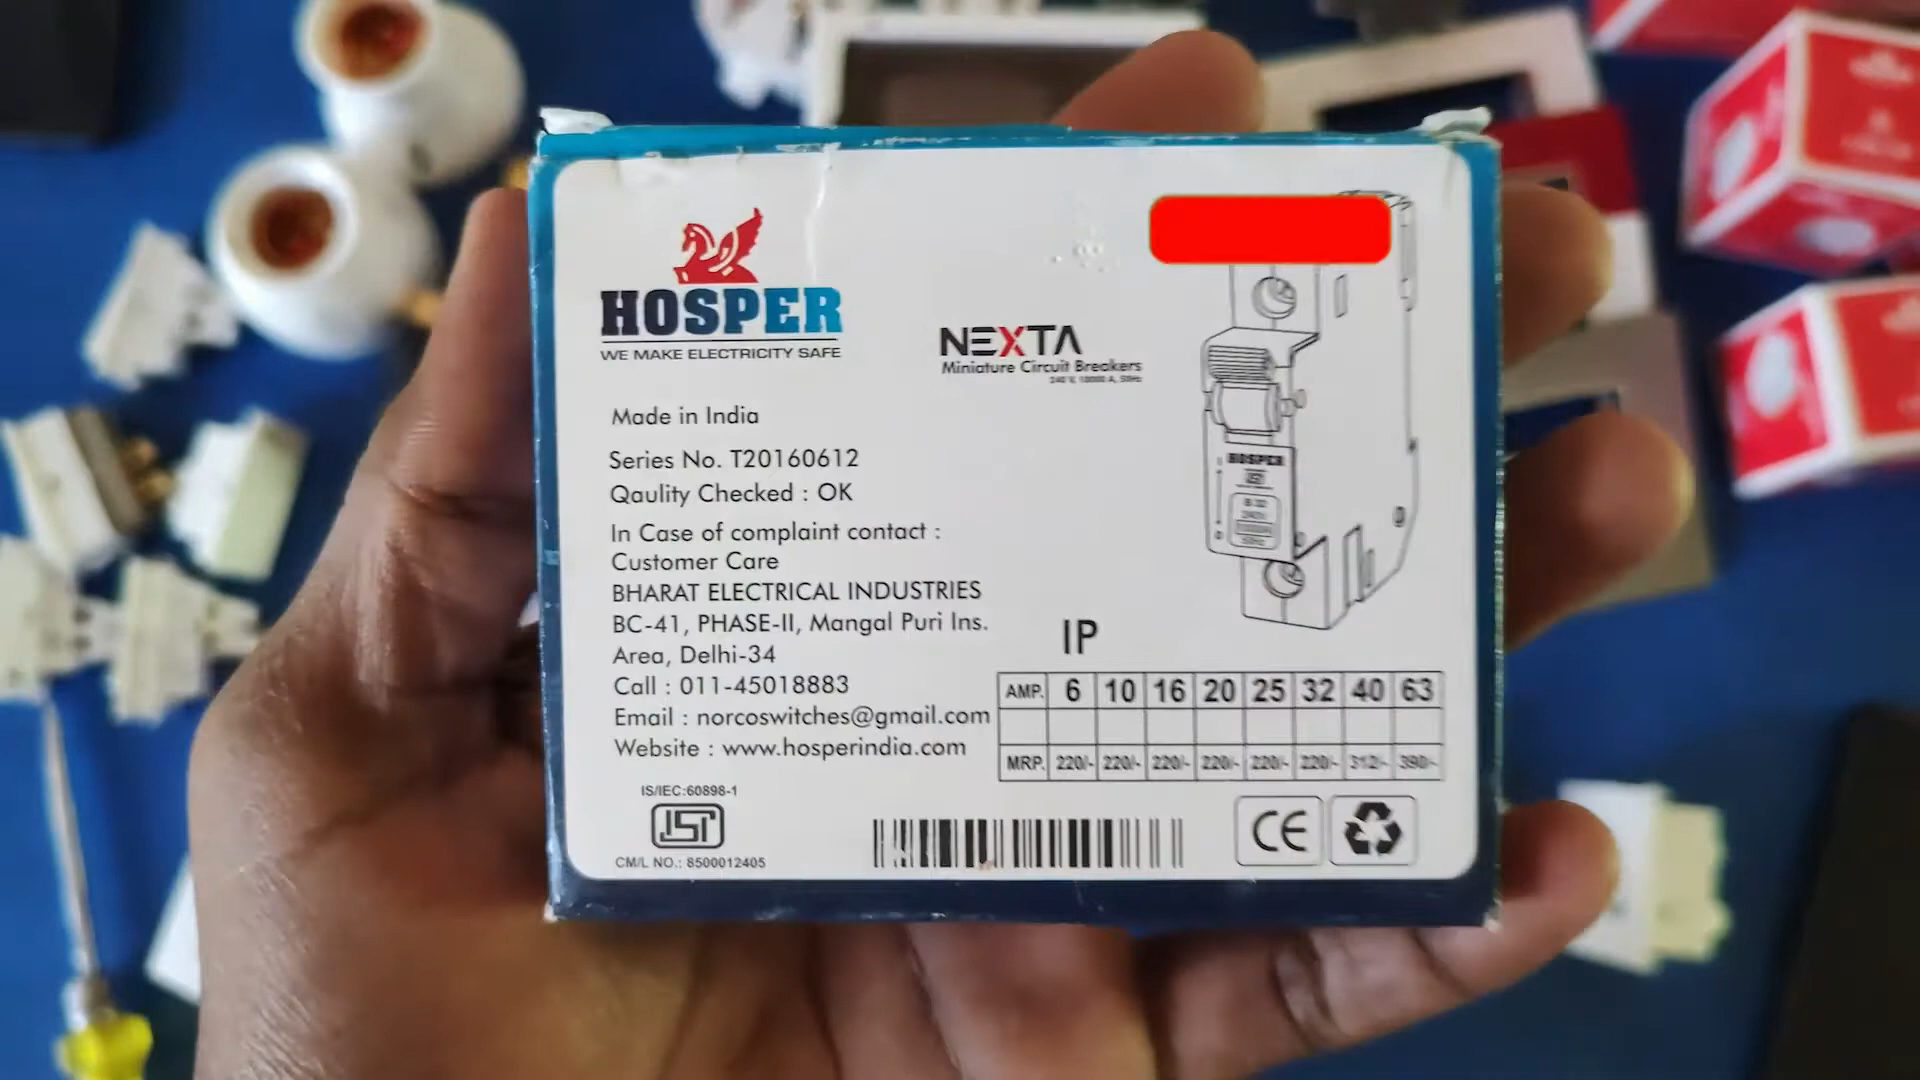 HOSPER
WE MAKE ELECTRICITY SAFE
NEXTA
Miniature Circuit Breakers
240 V, 10000 A, 50Hz
Made in India
Series No. T20160612
Qaulity Checked : OK
In Case of complaint contact :
Customer Care
BHARAT ELECTRICAL INDUSTRIES
BC-41, PHASE-II, Mangal Puri Ins.
Area, Delhi-34
Call : 011-45018883
Email : norcoswitches@gmail.com
Website : www.hosperindia.com
IS/IEC:60898-1
ISI
CM/L NO.: 8500012405
HOSPER
IP
AMP. 6 10 16 20 25 32 40 63
MRP. 220/- 220/- 220/- 220/- 220/- 220/- 312/- 390/-
CE